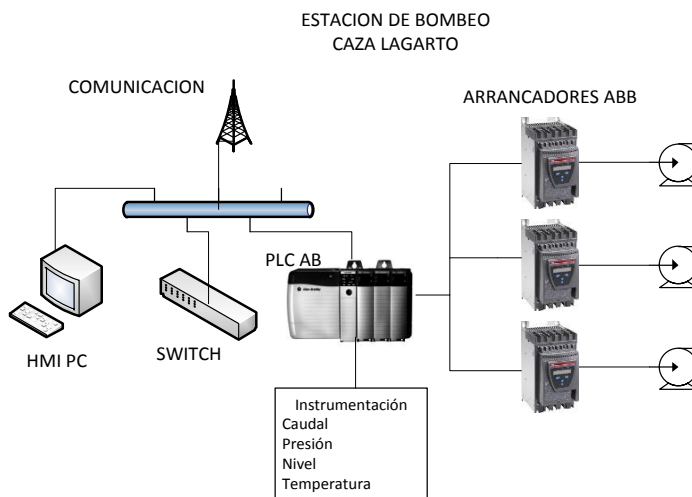 ESTACION DE BOMBEO
CAZA LAGARTO
COMUNICACION
ARRANCADORES ABB
PLC AB
HMI PC
SWITCH
Instrumentación
Caudal
Presión
Nivel
Temperatura